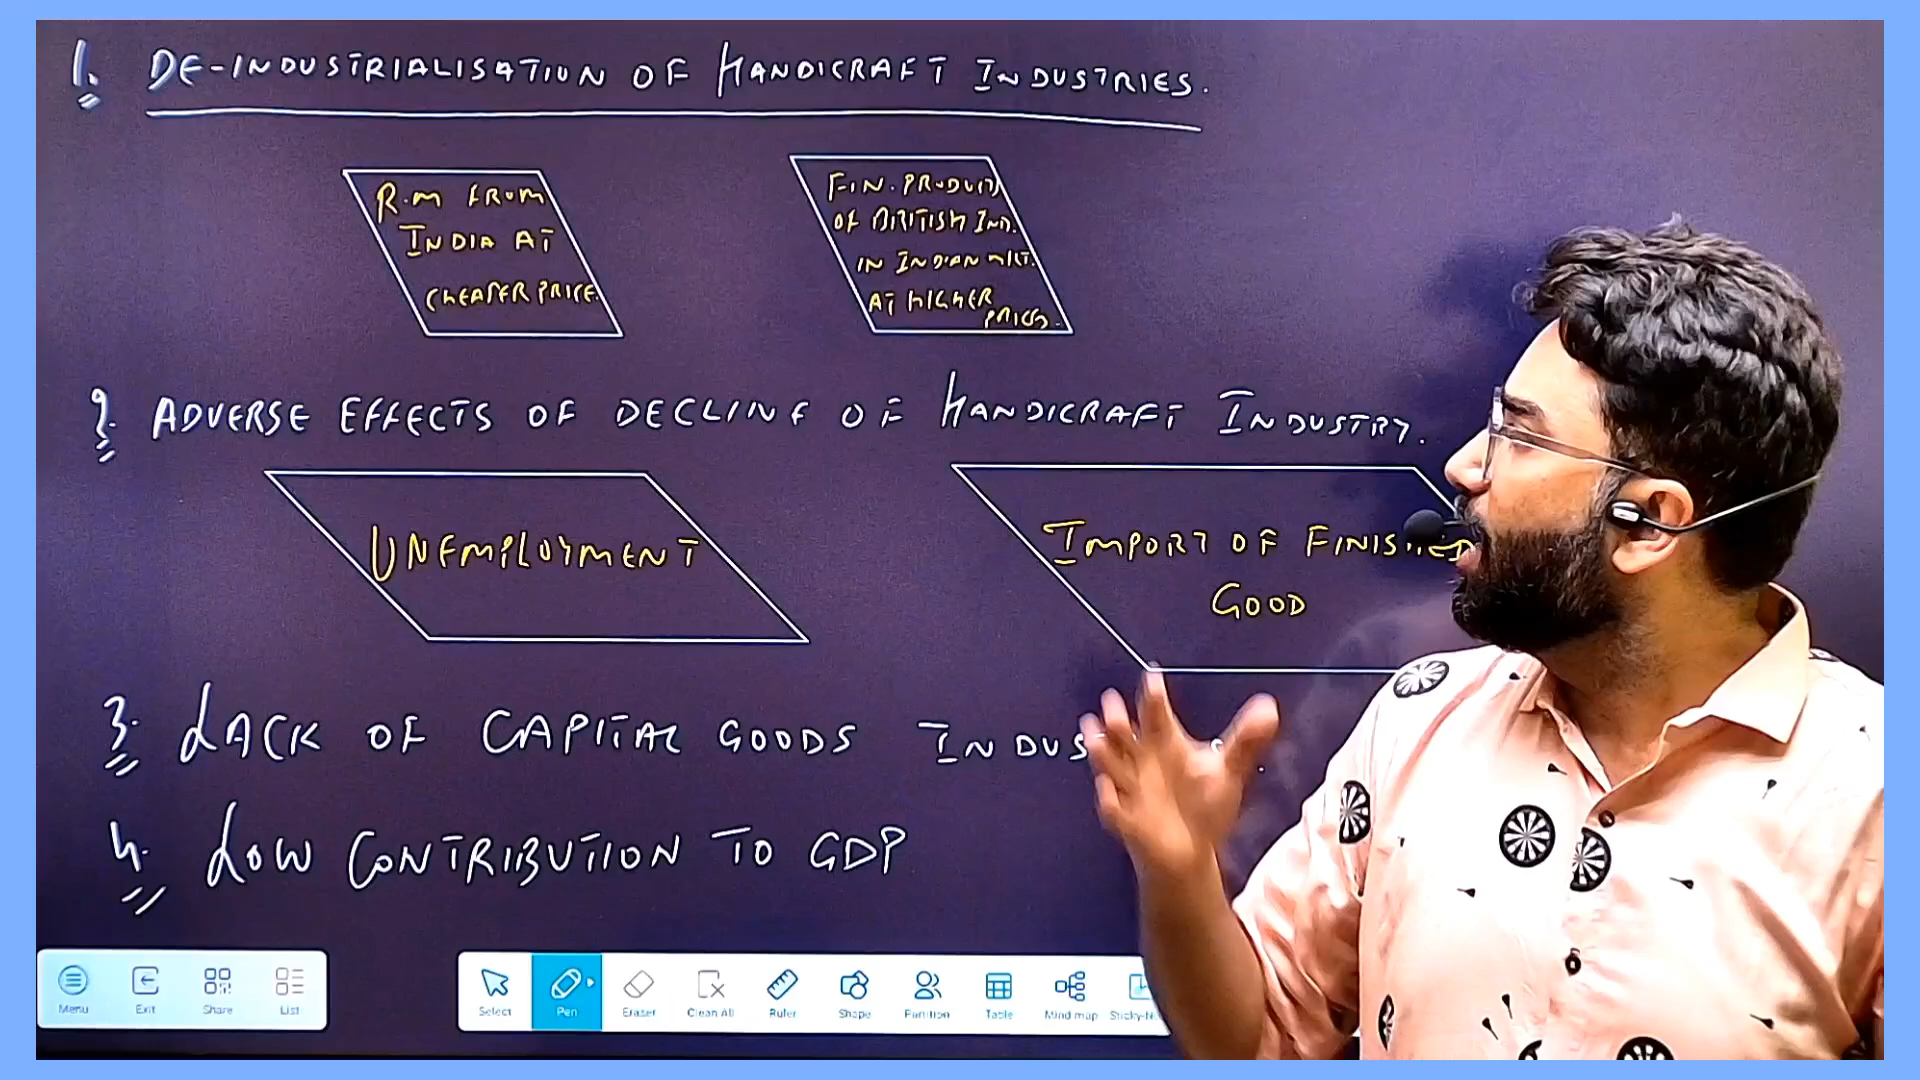 1. DE-INDUSTRIALISATION OF HANDICRAFT INDUSTRIES.
R.M FROM
INDIA AT
CHEAPER PRICE.
FIN. PRODUCTS
OF BRITISH IND.
IN INDIAN MKT.
AT HIGHER
PRICES.
2. ADVERSE EFFECTS OF DECLINE OF HANDICRAFT INDUSTRY.
UNEMPLOYMENT
IMPORT OF FINISHED
GOOD
3. LACK OF CAPITAL GOODS INDUS
4. LOW CONTRIBUTION TO GDP
Menu Exit Share List
Select Pen Eraser Clean All Ruler Shape Partition Table Mind map Sticky-N